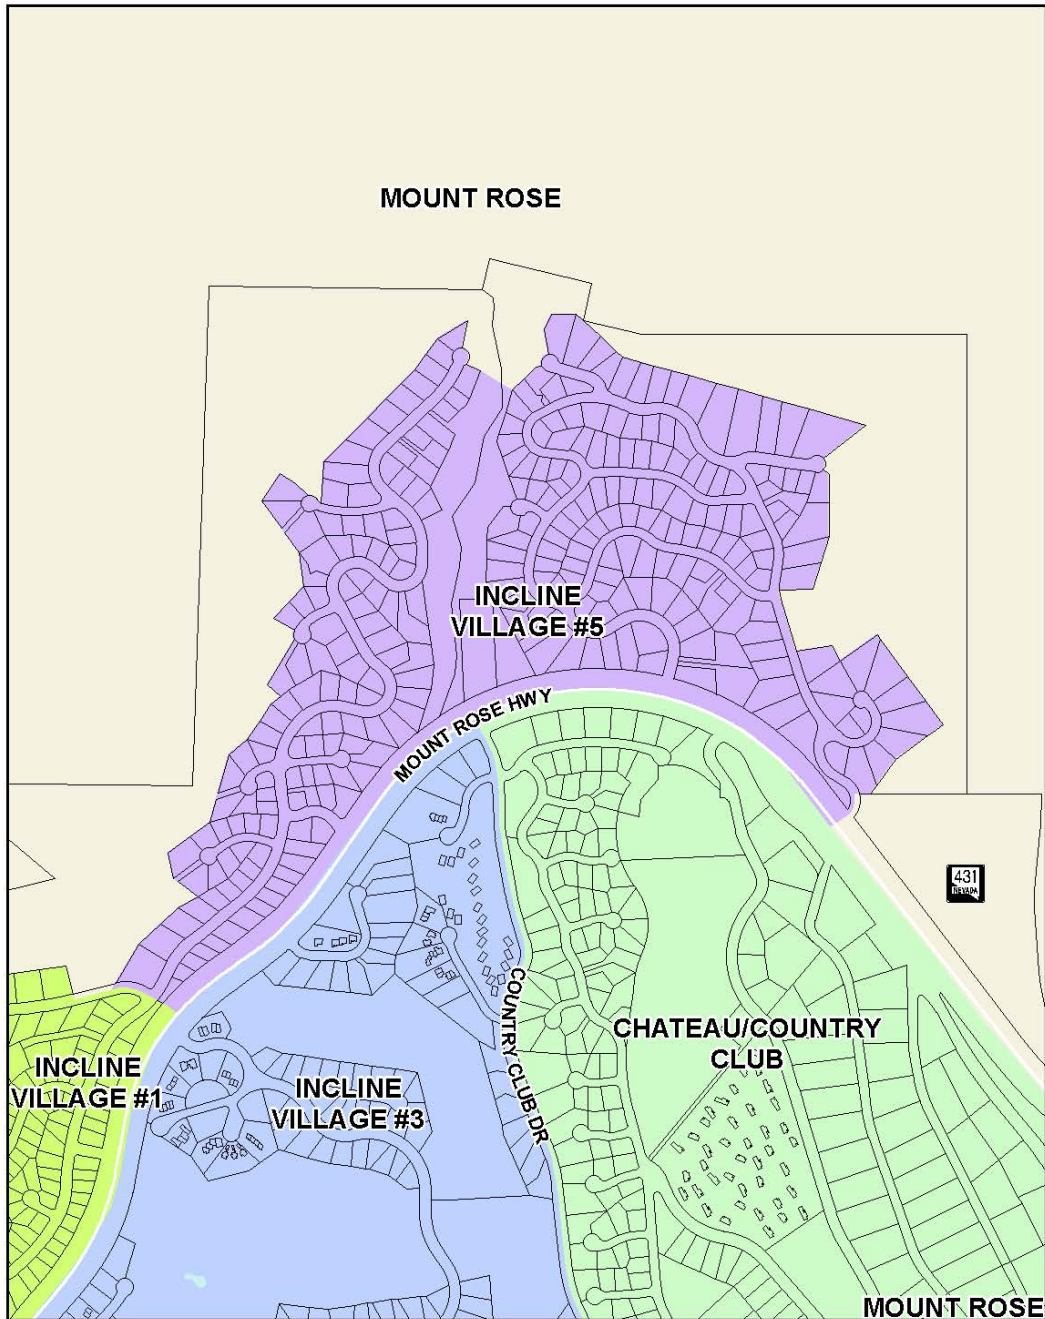 MOUNT ROSE
INCLINE
VILLAGE #5
MOUNT ROSE HWY
431
NEVADA
COUNTRY CLUB DR
CHATEAU/COUNTRY
CLUB
INCLINE
VILLAGE #1
INCLINE
VILLAGE #3
MOUNT ROSE